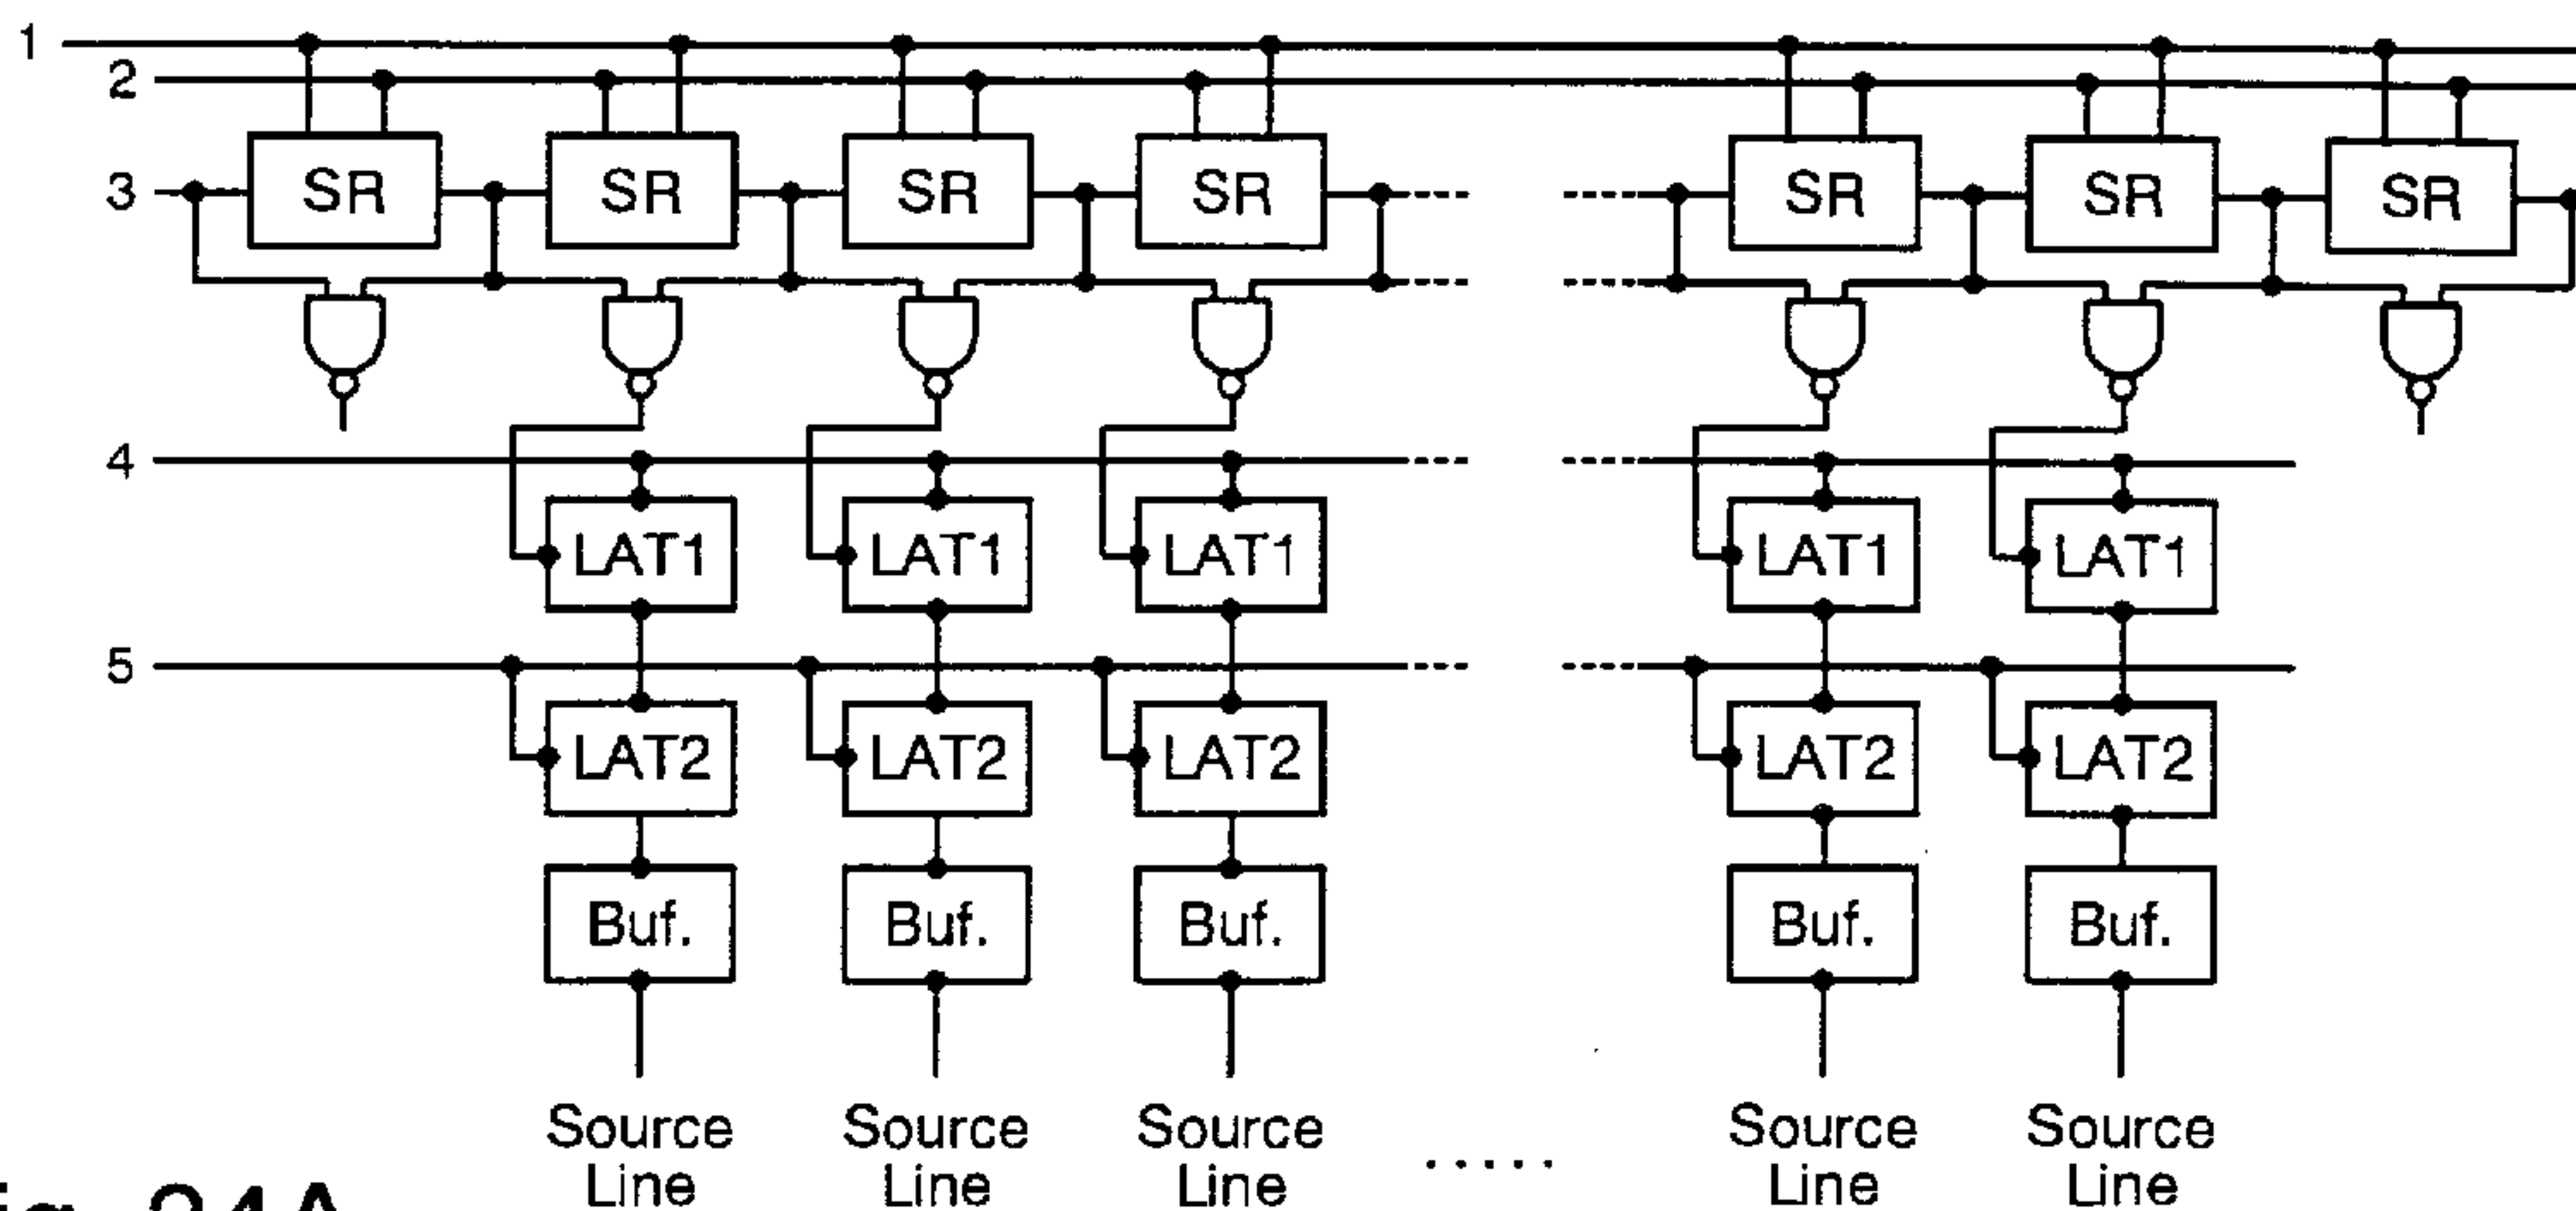 1
2
3 SR SR SR SR SR SR SR
4
LAT1 LAT1 LAT1 LAT1 LAT1
5
LAT2 LAT2 LAT2 LAT2 LAT2
Buf. Buf. Buf. Buf. Buf.
Source Source Source Source Source
Line Line Line ..... Line Line